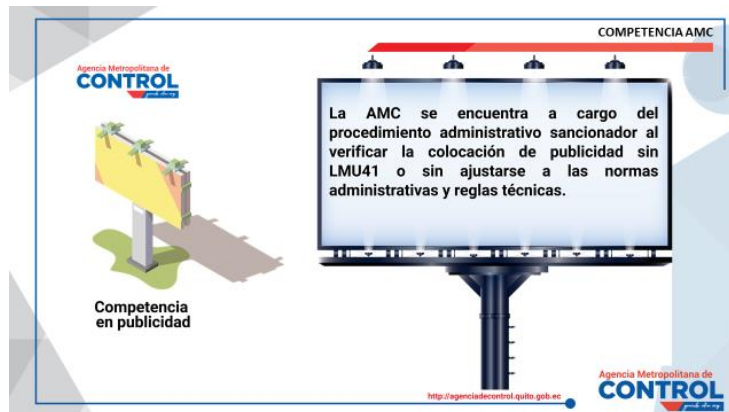 COMPETENCIA AMC
Agencia Metropolitana de
CONTROL
La AMC se encuentra a cargo del
procedimiento administrativo sancionador al
verificar la colocación de publicidad sin
LMU41 o sin ajustarse a las normas
administrativas y reglas técnicas.
Competencia
en publicidad
http://agenciadecontrol.quito.gob.ec
Agencia Metropolitana de
CONTROL